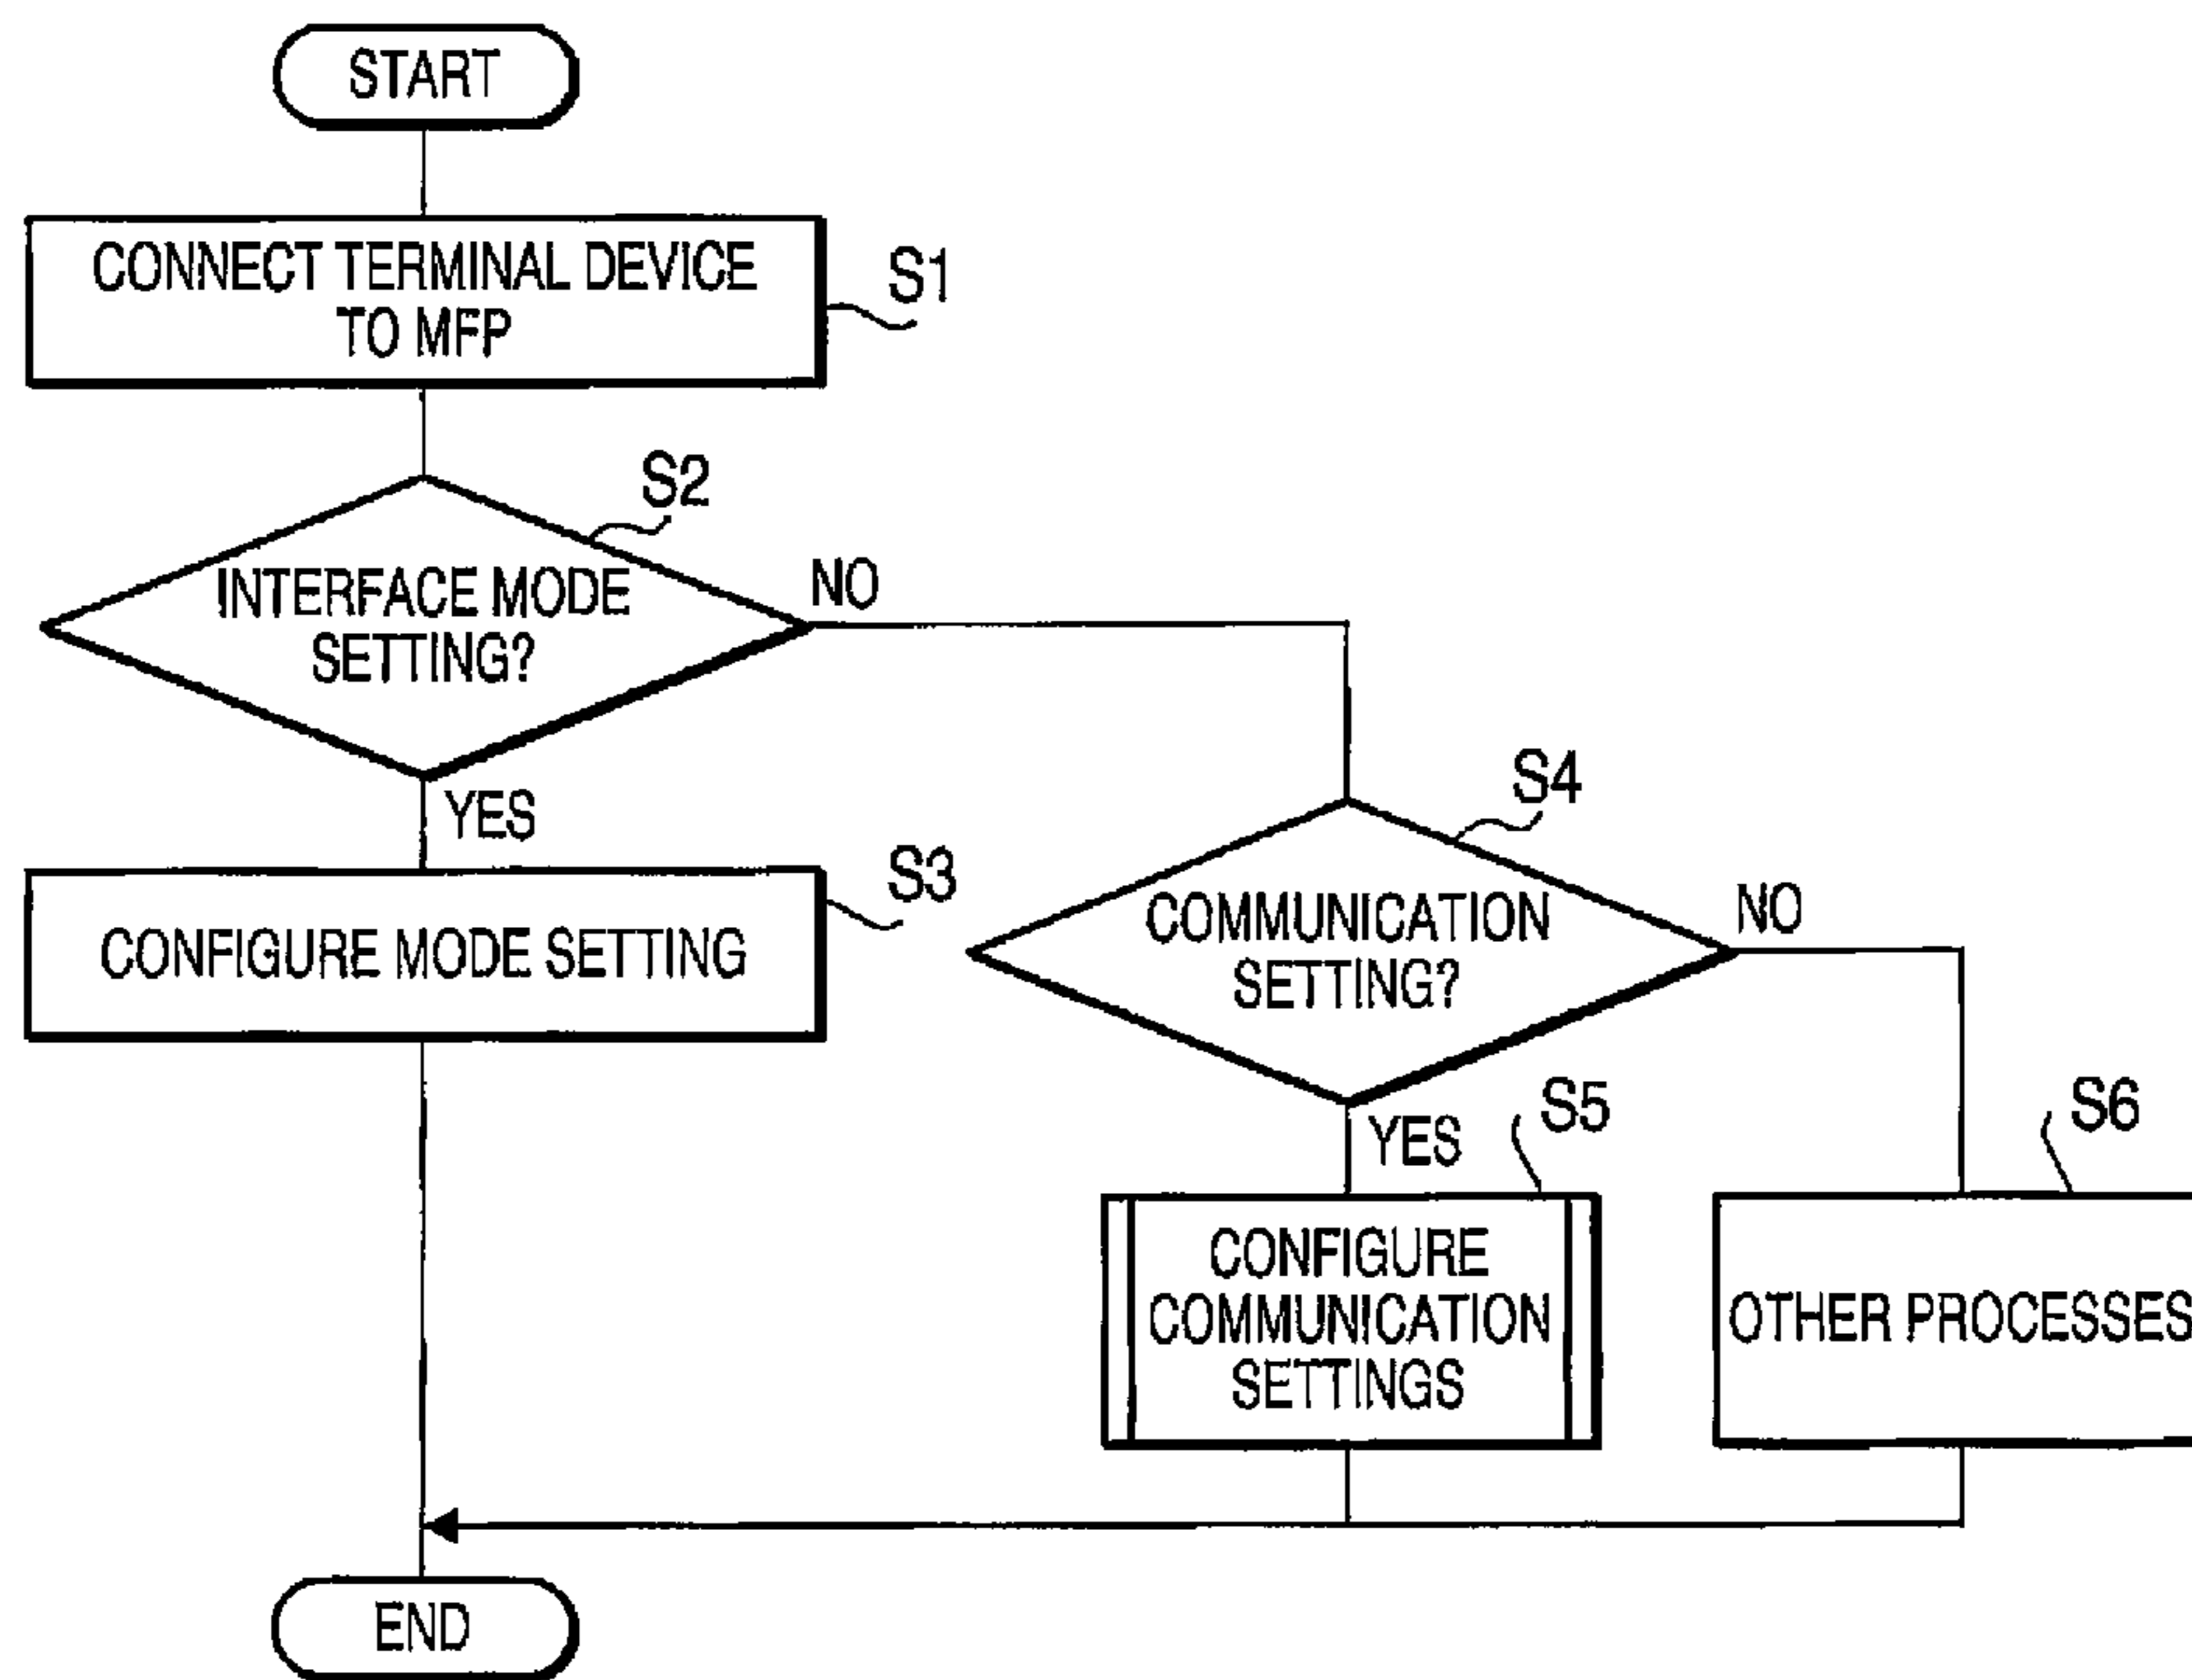 START
CONNECT TERMINAL DEVICE
TO MFP
S1
S2
INTERFACE MODE
SETTING?
NO
YES
S3
CONFIGURE MODE SETTING
S4
COMMUNICATION
SETTING?
NO
YES
S5
CONFIGURE
COMMUNICATION
SETTINGS
S6
OTHER PROCESSES
END